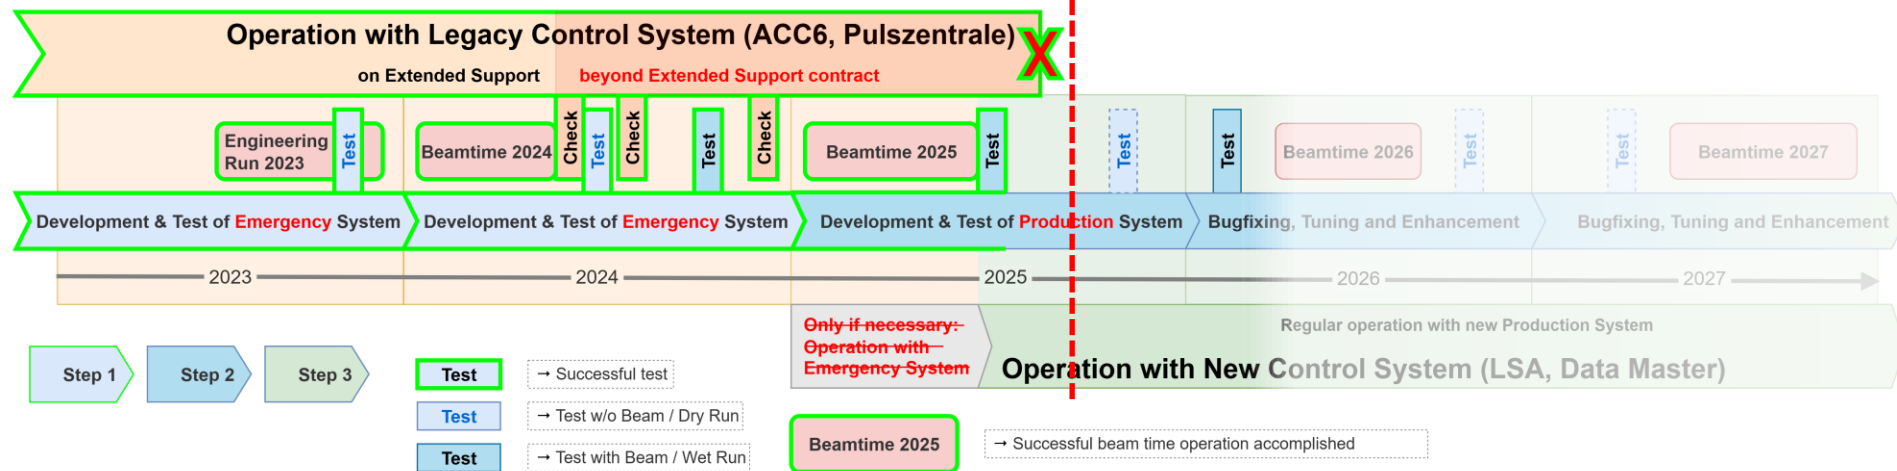 Operation with Legacy Control System (ACC6, Pulszentrale)
X
on Extended Support beyond Extended Support contract
Engineering
Run 2023
Test
Beamtime 2024
Check
Test
Check
Test
Check
Beamtime 2025
Test
Test
Test
Beamtime 2026
Test
Test
Beamtime 2027
Development & Test of Emergency System
Development & Test of Emergency System
Development & Test of Production System
Bugfixing, Tuning and Enhancement
Bugfixing, Tuning and Enhancement
2023
2024
2025
2026
2027
Only if necessary:
Operation with
Emergency System
Regular operation with new Production System
Operation with New Control System (LSA, Data Master)
Step 1
Step 2
Step 3
Test
→ Successful test
Test
→ Test w/o Beam / Dry Run
Test
→ Test with Beam / Wet Run
Beamtime 2025
→ Successful beam time operation accomplished